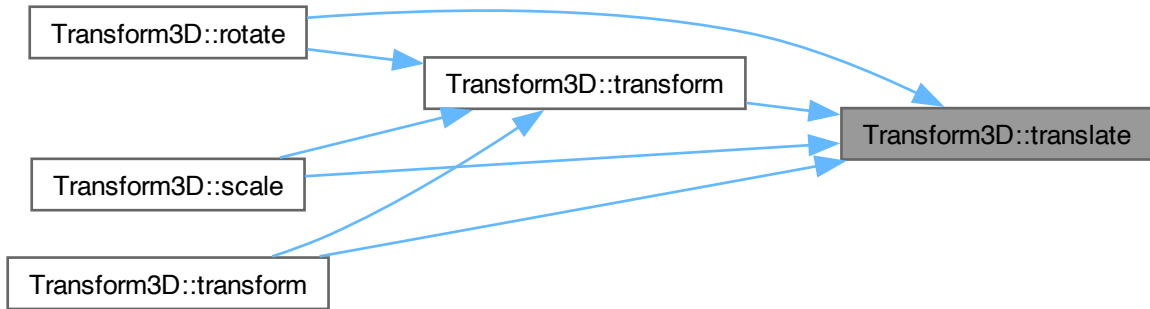 Transform3D::rotate
Transform3D::transform
Transform3D::translate
Transform3D::scale
Transform3D::transform